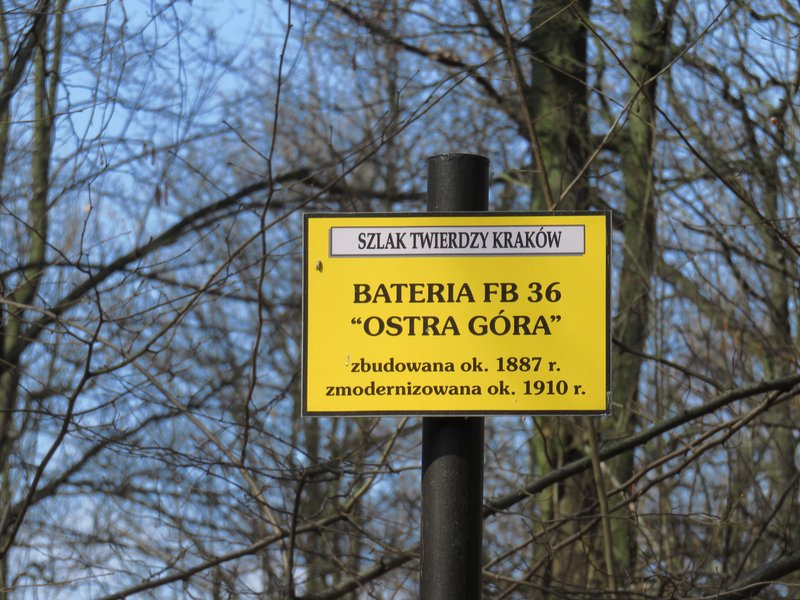 SZLAK TWIERDZY KRAKÓW
BATERIA FB 36
“OSTRA GÓRA”
zbudowana ok. 1887 r.
zmodernizowana ok. 1910 r.